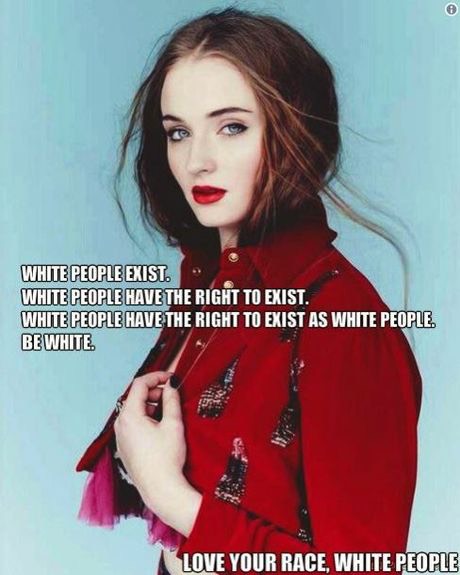 WHITE PEOPLE EXIST.
WHITE PEOPLE HAVE THE RIGHT TO EXIST.
WHITE PEOPLE HAVE THE RIGHT TO EXIST AS WHITE PEOPLE.
BE WHITE.
LOVE YOUR RACE, WHITE PEOPLE